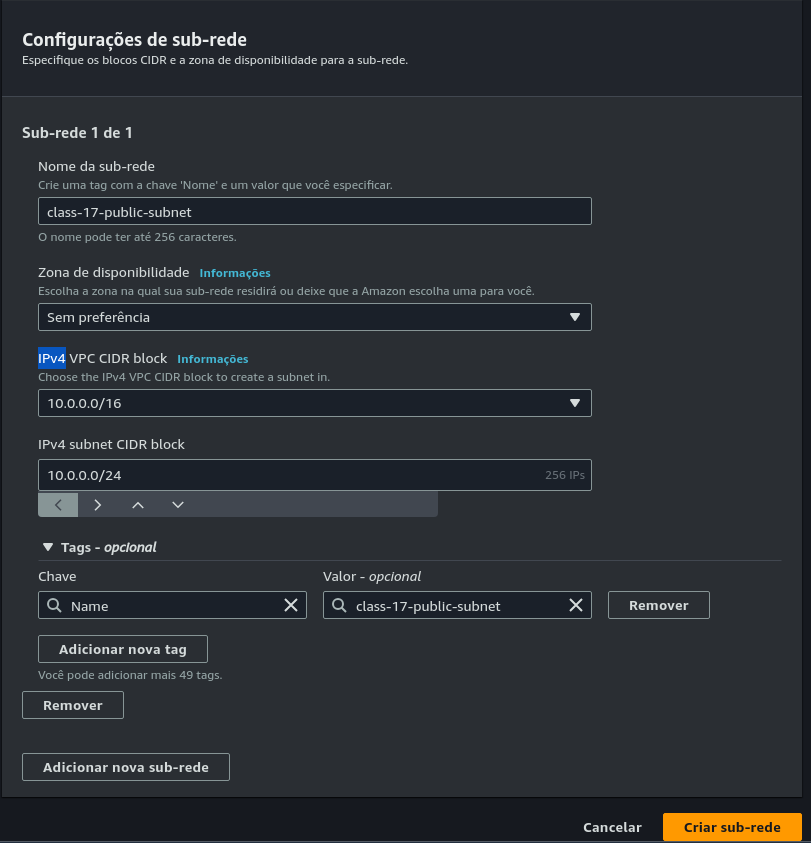 Configurações de sub-rede
Especifique os blocos CIDR e a zona de disponibilidade para a sub-rede.
Sub-rede 1 de 1
Nome da sub-rede
Crie uma tag com a chave 'Nome' e um valor que você especificar.
class-17-public-subnet
O nome pode ter até 256 caracteres.
Zona de disponibilidade Informações
Escolha a zona na qual sua sub-rede residirá ou deixe que a Amazon escolha uma para você.
Sem preferência
IPv4 VPC CIDR block Informações
Choose the IPv4 VPC CIDR block to create a subnet in.
10.0.0.0/16
IPv4 subnet CIDR block
10.0.0.0/24 256 IPs
Tags - opcional
Chave Valor - opcional
Name class-17-public-subnet Remover
Adicionar nova tag
Você pode adicionar mais 49 tags.
Remover
Adicionar nova sub-rede
Cancelar Criar sub-rede